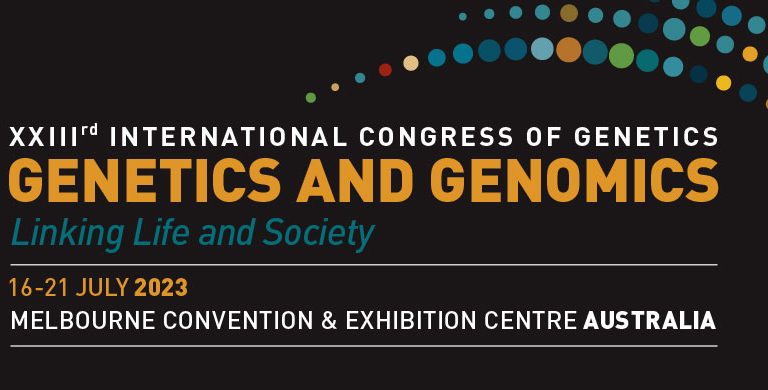 XXIIIrd INTERNATIONAL CONGRESS OF GENETICS
GENETICS AND GENOMICS
Linking Life and Society
16-21 JULY 2023
MELBOURNE CONVENTION & EXHIBITION CENTRE AUSTRALIA